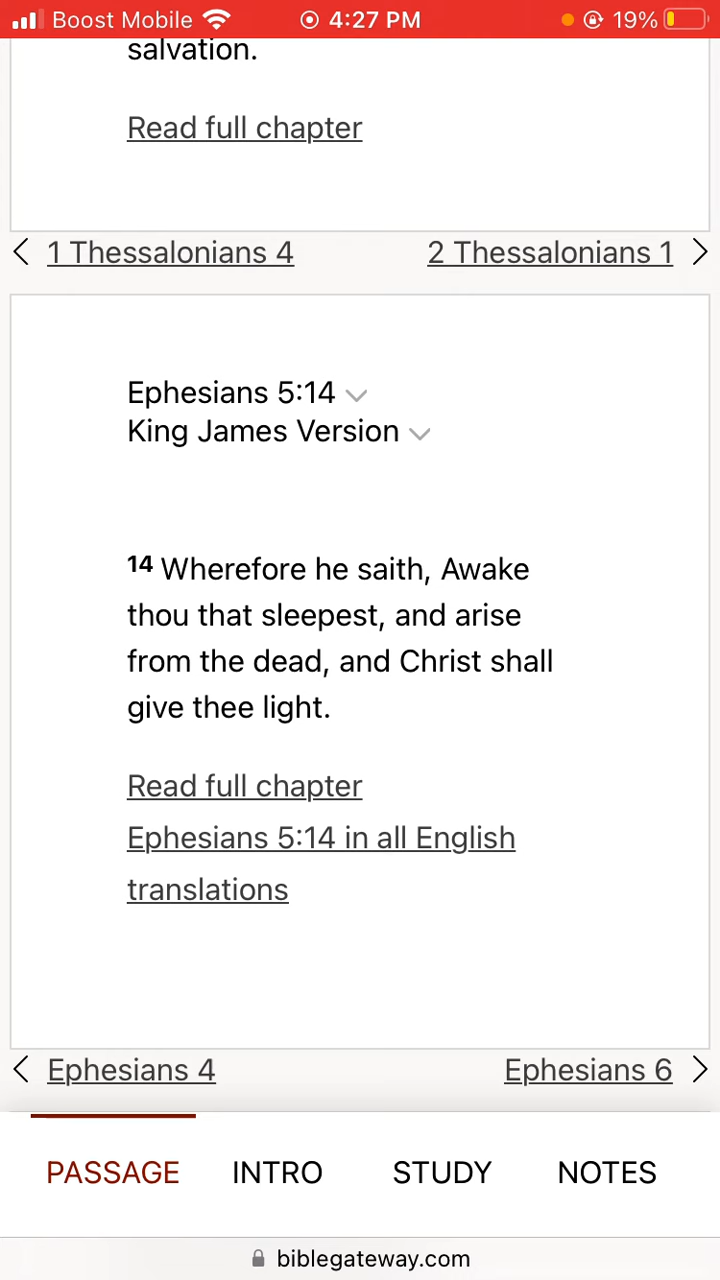 Boost Mobile 4:27 PM 19%
salvation.
Read full chapter
1 Thessalonians 4 2 Thessalonians 1
Ephesians 5:14
King James Version
14 Wherefore he saith, Awake
thou that sleepest, and arise
from the dead, and Christ shall
give thee light.
Read full chapter
Ephesians 5:14 in all English
translations
Ephesians 4 Ephesians 6
PASSAGE INTRO STUDY NOTES
biblegateway.com